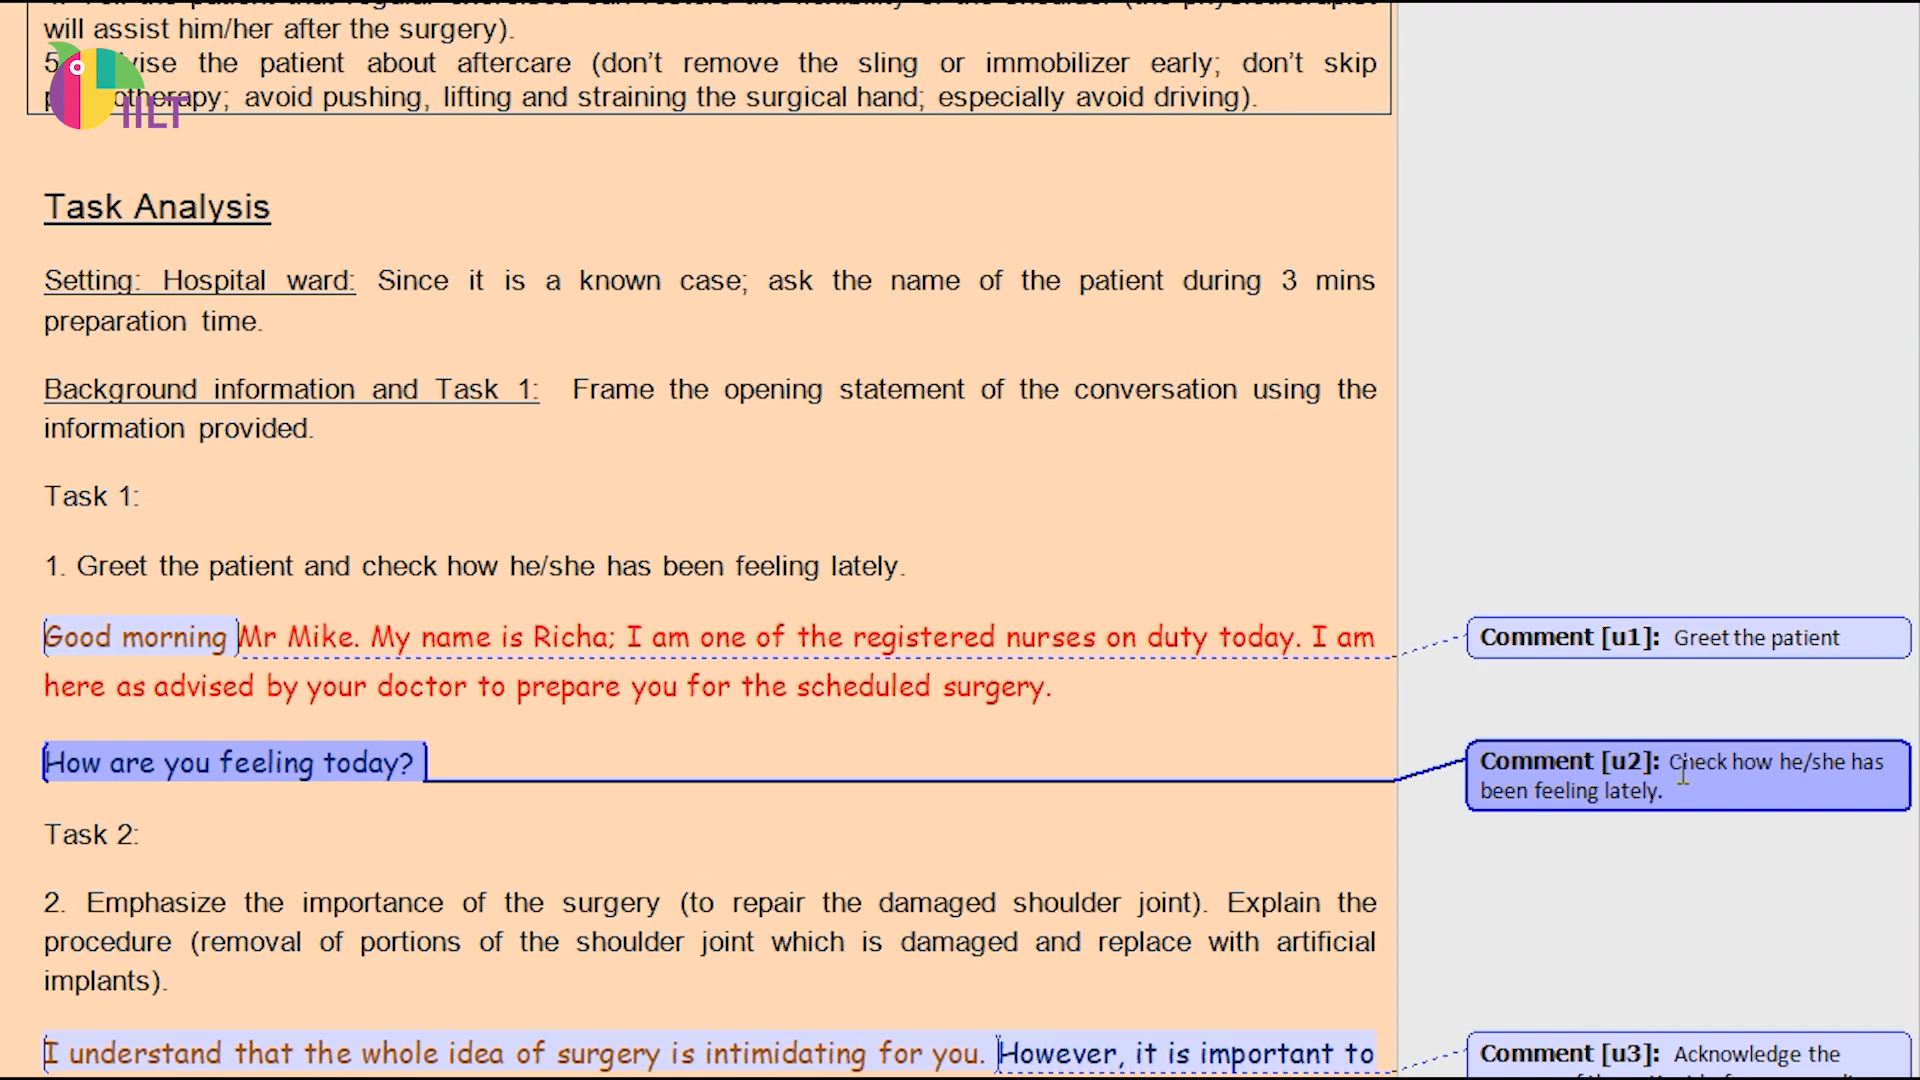 will assist him/her after the surgery).
5. vise the patient about aftercare (don’t remove the sling or immobilizer early; don’t skip
otherapy; avoid pushing, lifting and straining the surgical hand; especially avoid driving).
IILT
Task Analysis
Setting: Hospital ward: Since it is a known case; ask the name of the patient during 3 mins
preparation time.
Background information and Task 1: Frame the opening statement of the conversation using the
information provided.
Task 1:
1. Greet the patient and check how he/she has been feeling lately.
Good morning Mr Mike. My name is Richa; I am one of the registered nurses on duty today. I am
here as advised by your doctor to prepare you for the scheduled surgery.
Comment [u1]: Greet the patient
How are you feeling today?
Comment [u2]: Check how he/she has
been feeling lately.
Task 2:
2. Emphasize the importance of the surgery (to repair the damaged shoulder joint). Explain the
procedure (removal of portions of the shoulder joint which is damaged and replace with artificial
implants).
I understand that the whole idea of surgery is intimidating for you. However, it is important to
Comment [u3]: Acknowledge the